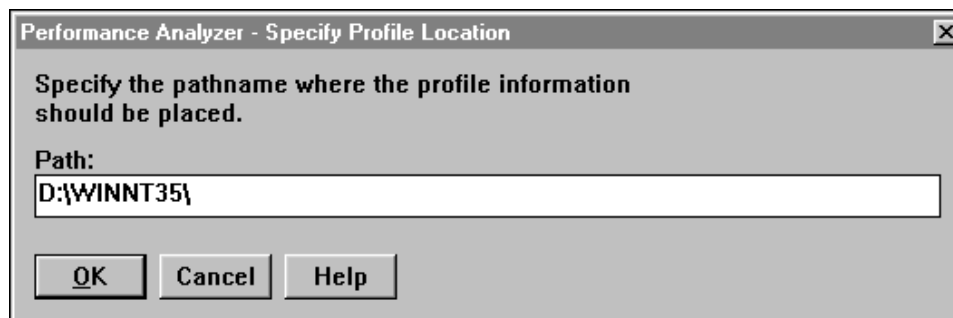 Performance Analyzer - Specify Profile Location
Specify the pathname where the profile information
should be placed.
Path:
D:\WINNT35\
OK Cancel Help